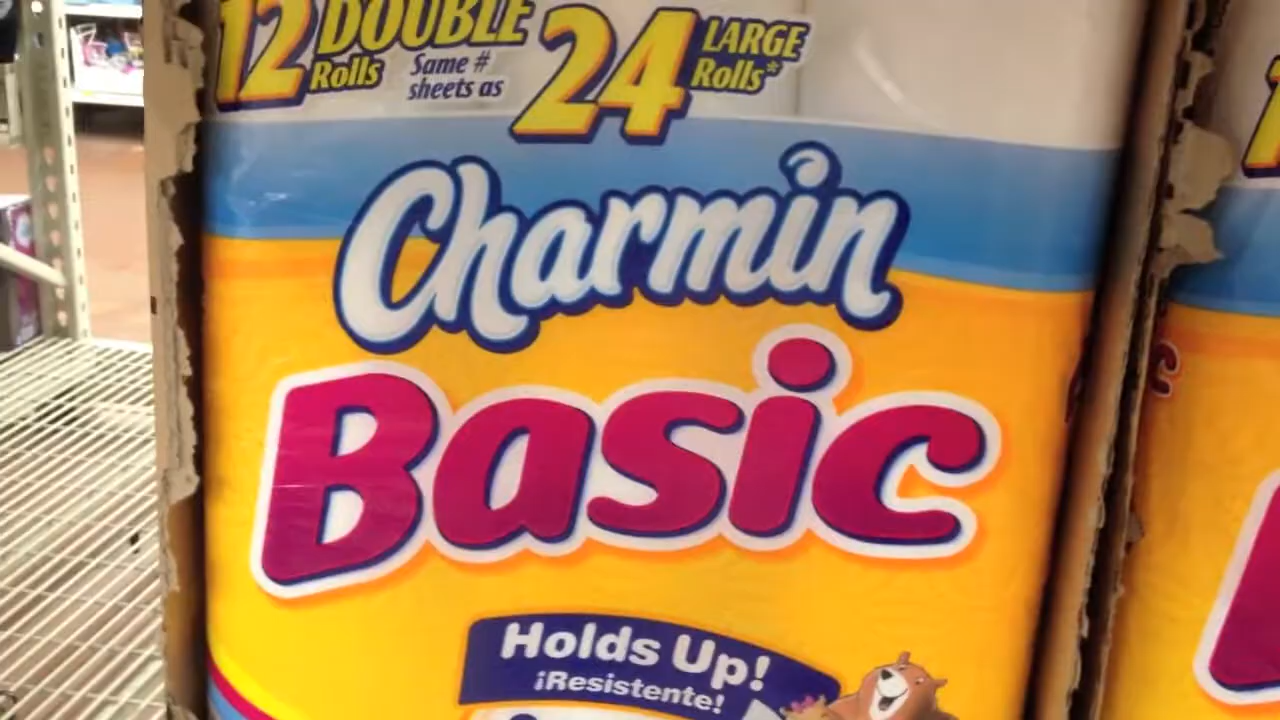 12 DOUBLE Rolls
Same #
sheets as
24 LARGE Rolls*
Charmin
Basic
Holds Up!
¡Resistente!